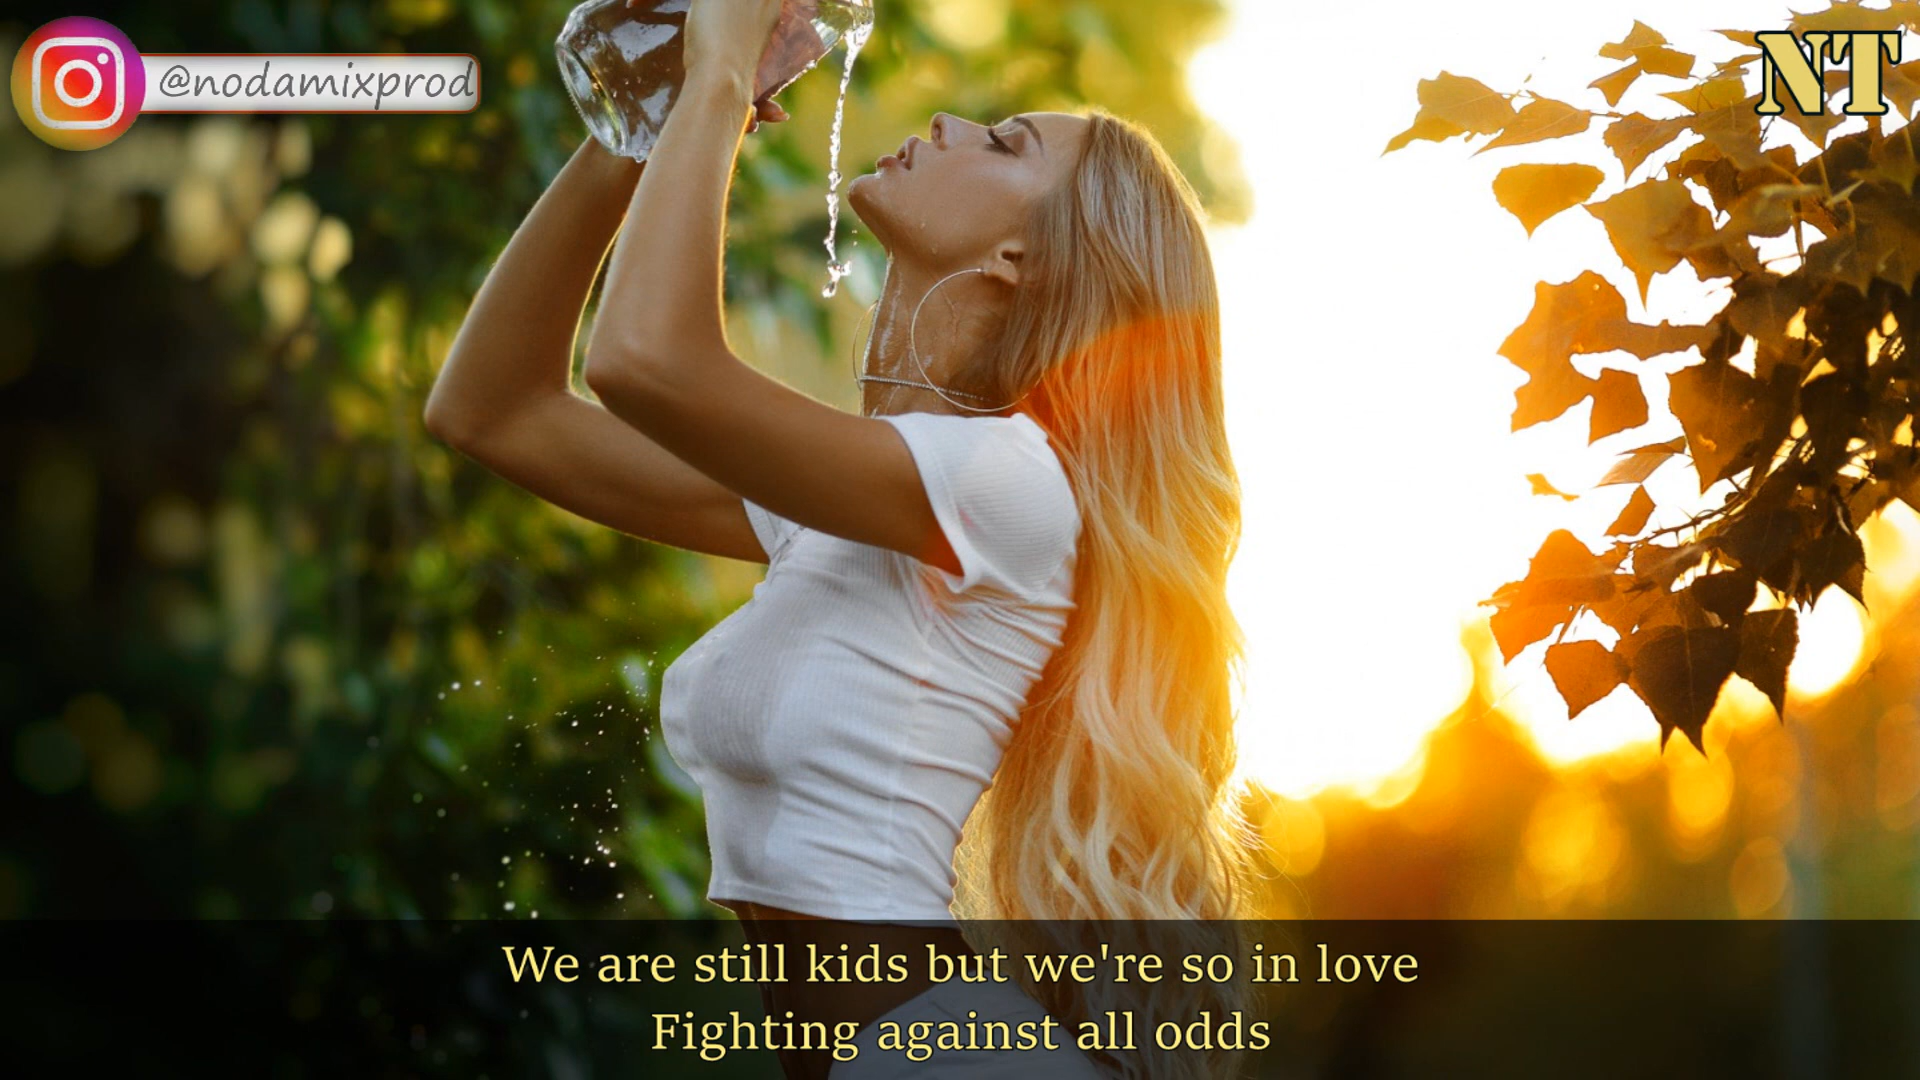 @nodamixprod
NT
We are still kids but we're so in love
Fighting against all odds